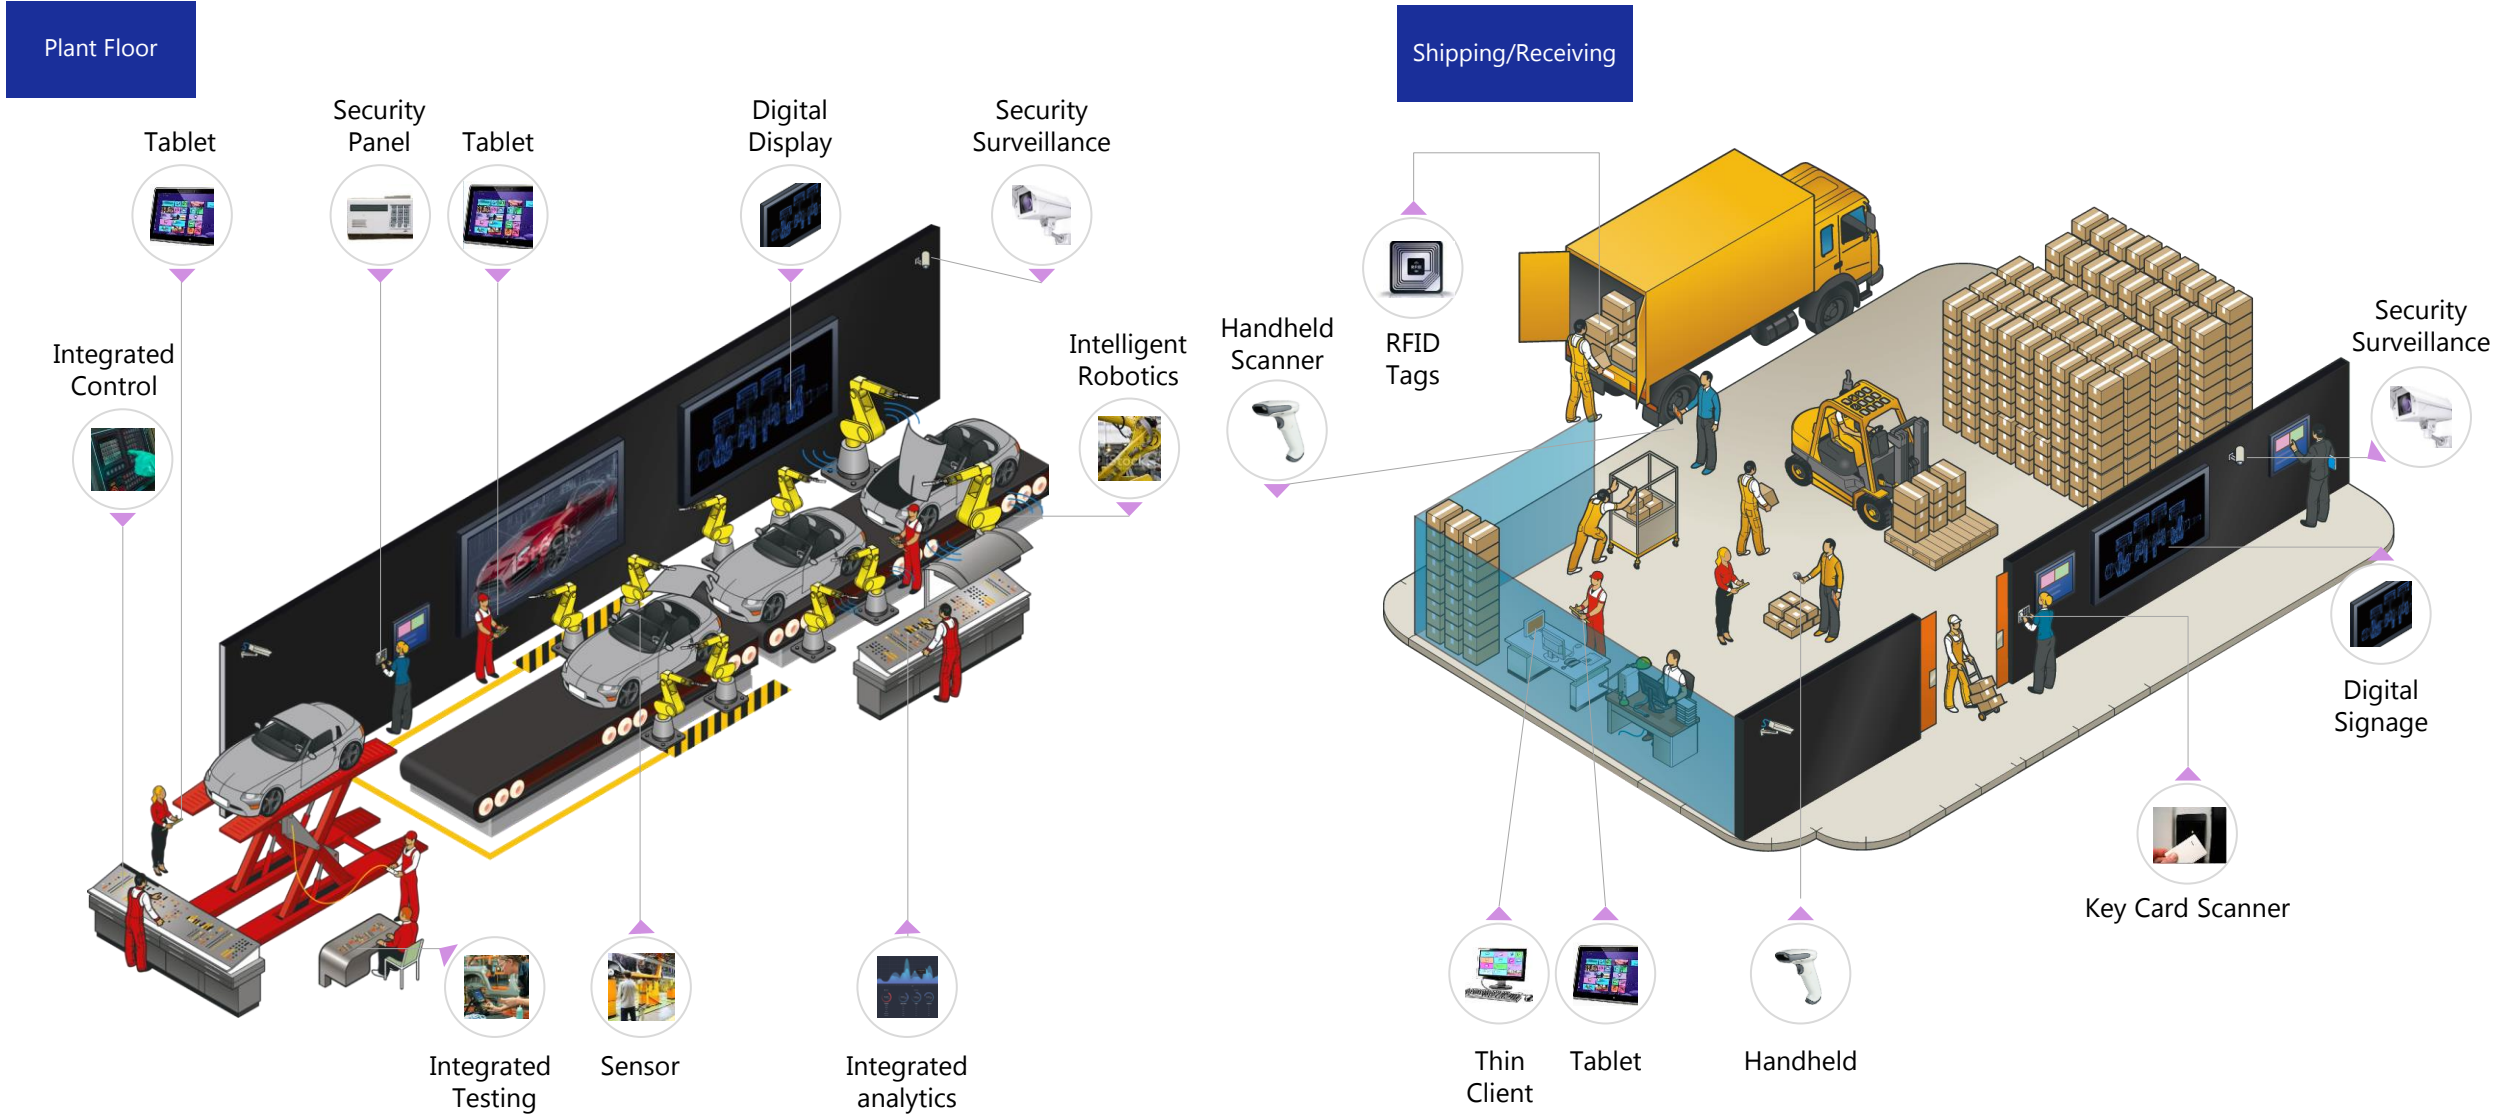 Plant Floor
Shipping/Receiving
Tablet
Security
Panel
Tablet
Digital
Display
Security
Surveillance
Integrated
Control
Intelligent
Robotics
Handheld
Scanner
RFID
Tags
Security
Surveillance
iStock
Digital
Signage
Key Card Scanner
Integrated
Testing
Sensor
Integrated
analytics
Thin
Client
Tablet
Handheld